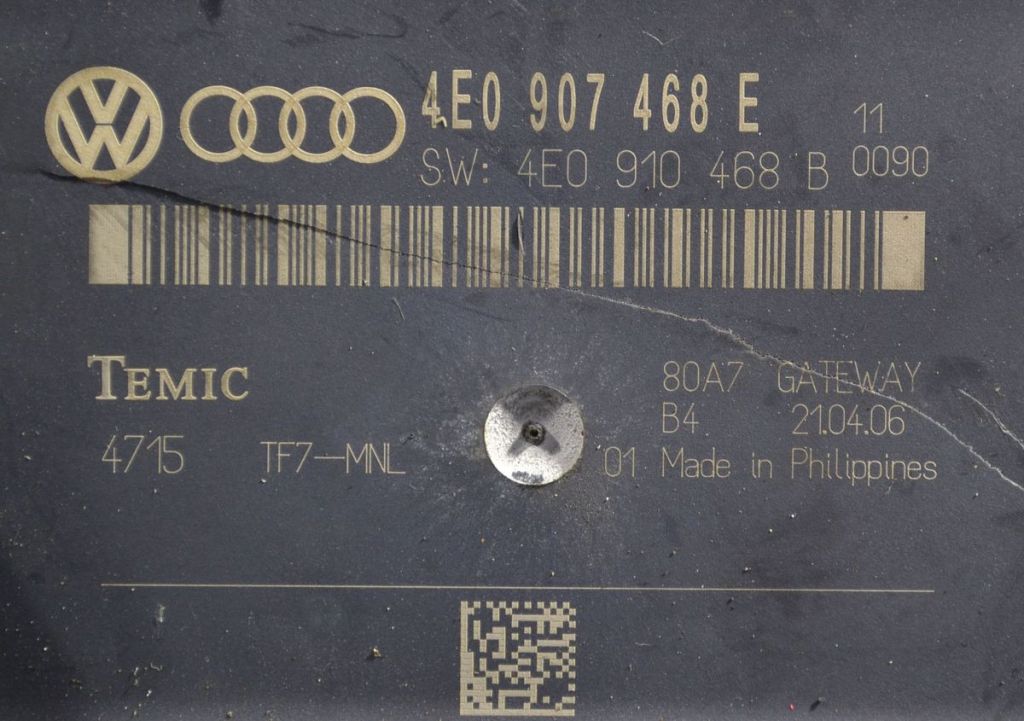 4E0 907 468 E
11
SW: 4E0 910 468 B 0090
TEMIC
80A7 GATEWAY
B4 21.04.06
4715 TF7-MNL 01 Made in Philippines